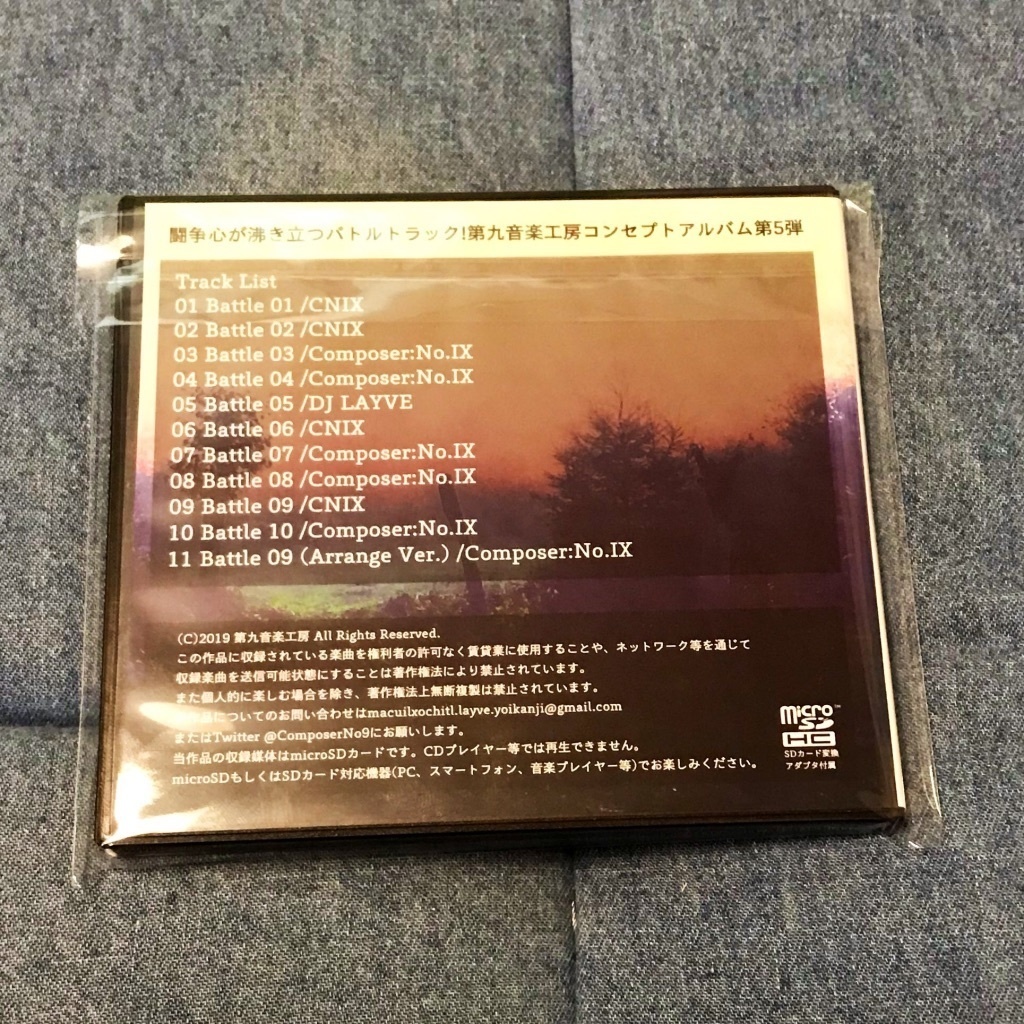 闘争心が沸き立つバトルトラック!第九音楽工房コンセプトアルバム第5弾
Track List
01 Battle 01 /CNIX
02 Battle 02 /CNIX
03 Battle 03 /Composer:No.IX
04 Battle 04 /Composer:No.IX
05 Battle 05 /DJ LAYVE
06 Battle 06 /CNIX
07 Battle 07 /Composer:No.IX
08 Battle 08 /Composer:No.IX
09 Battle 09 /CNIX
10 Battle 10 /Composer:No.IX
11 Battle 09 (Arrange Ver.) /Composer:No.IX
(C)2019 第九音楽工房 All Rights Reserved.
この作品に収録されている楽曲を権利者の許可なく賃貸業に使用することや、ネットワーク等を通じて
収録楽曲を送信可能状態にすることは著作権法により禁止されています。
また個人的に楽しむ場合を除き、著作権法上無断複製は禁止されています。
作品についてのお問い合わせはmacuilxochitl.layve.yoikanji@gmail.com
またはTwitter @ComposerNo9にお願いします。
当作品の収録媒体はmicroSDカードです。CDプレイヤー等では再生できません。
microSDもしくはSDカード対応機器(PC、スマートフォン、音楽プレイヤー等)でお楽しみください。
micro
SD
HC
TM
SDカード変換
アダプタ付属